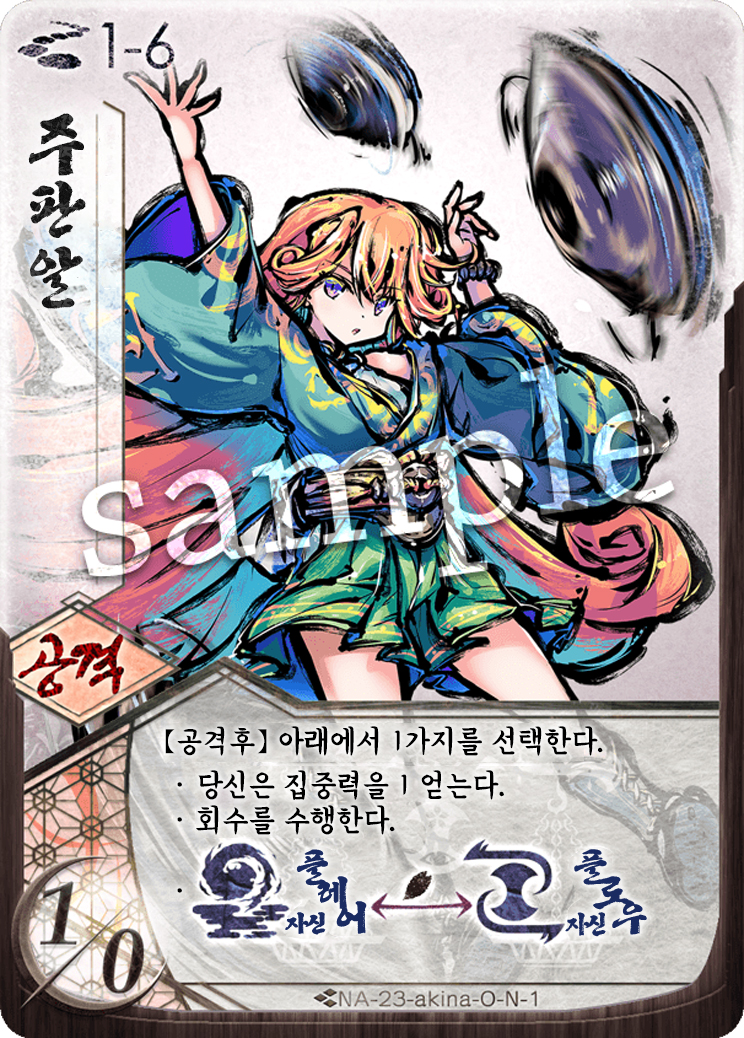 1-6
주판알
sample
공격
【공격후】 아래에서 1가지를 선택한다.
· 당신은 집중력을 1 얻는다.
· 회수를 수행한다.
· 자신 플레어 자신 플로우
1/0
NA-23-akina-O-N-1